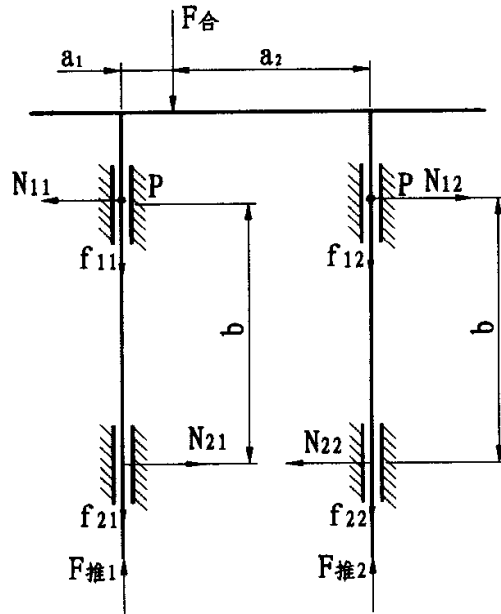 F合
a₁ a₂
N₁₁ P P N₁₂
f₁₁ f₁₂
b b
N₂₁ N₂₂
f₂₁ f₂₂
F推1 F推2